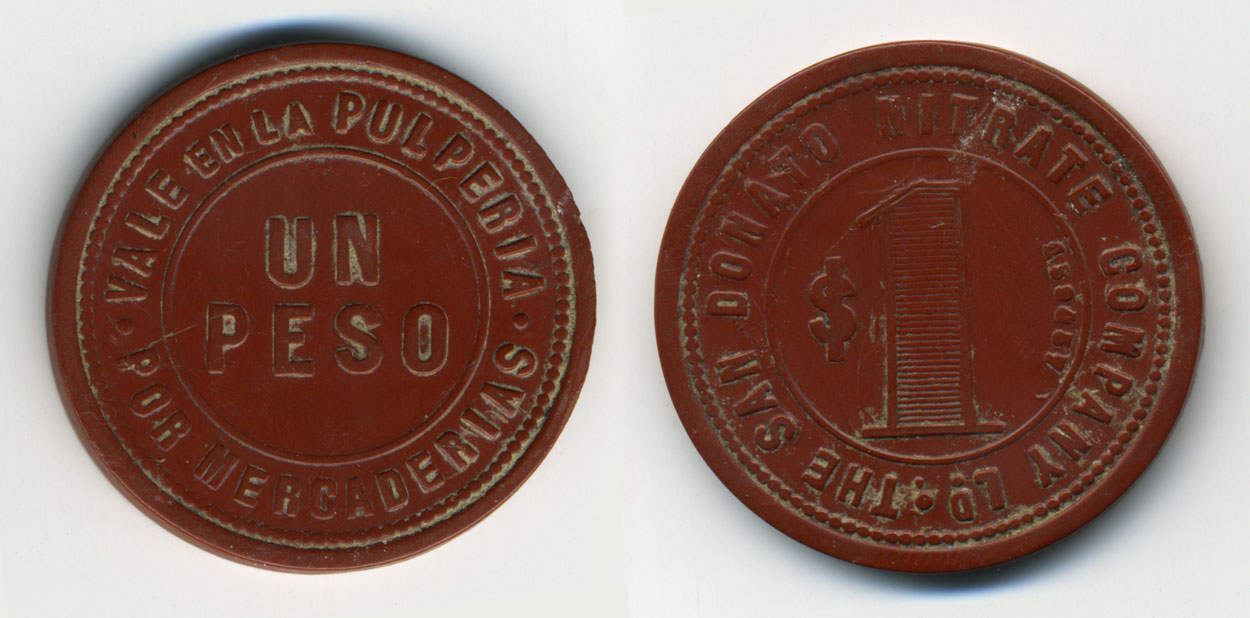 VALE EN LA PULPERIA
· POR MERCADERIAS ·
UN
PESO
THE SAN DONATO NITRATE COMPANY LD ·
$ 1